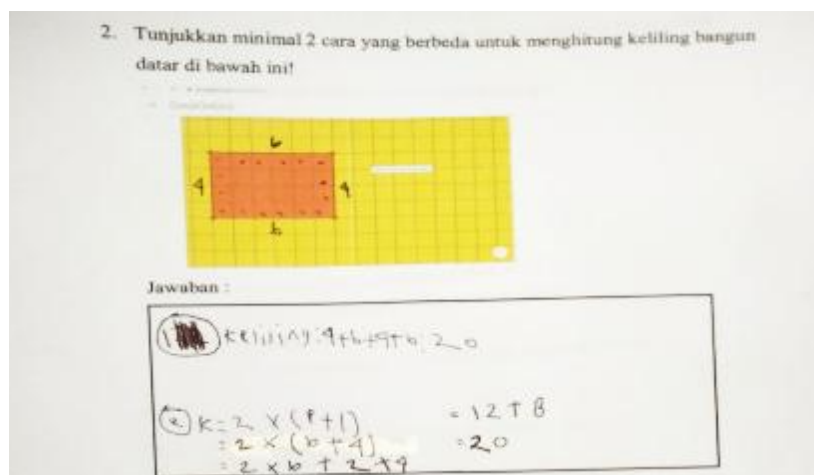 2. Tunjukkan minimal 2 cara yang berbeda untuk menghitung keliling bangun
datar di bawah ini!
6
4 4
6
Jawaban :
1 keliling: 4+6+4+6: 20
2 K = 2 x (p+l) = 12 + 8
= 2 x (6+4) = 20
= 2 x 6 + 2 x 4